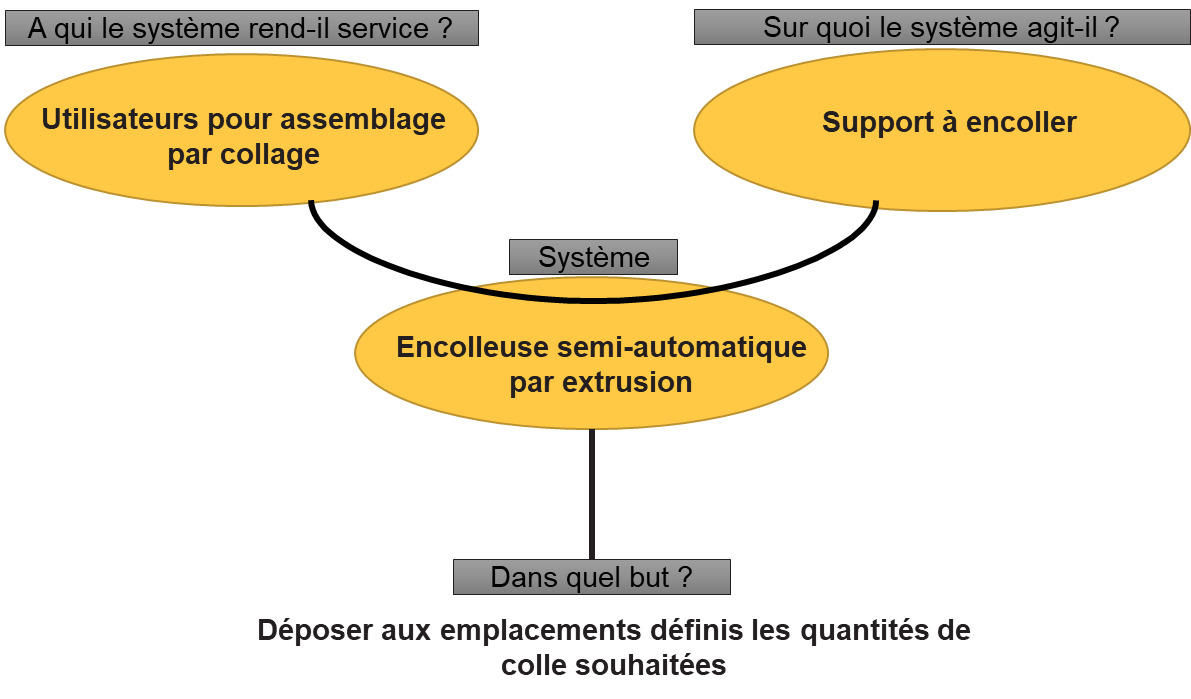 A qui le système rend-il service ?
Sur quoi le système agit-il ?
Utilisateurs pour assemblage
par collage
Support à encoller
Système
Encolleuse semi-automatique
par extrusion
Dans quel but ?
Déposer aux emplacements définis les quantités de
colle souhaitées